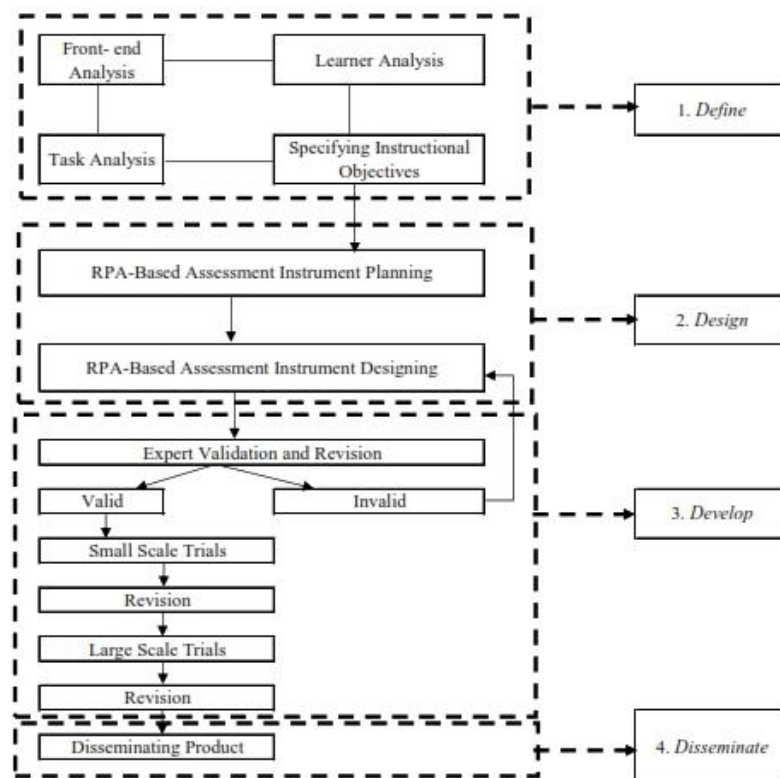 Front- end
Analysis
Learner Analysis
1. Define
Task Analysis
Specifying Instructional
Objectives
RPA-Based Assessment Instrument Planning
2. Design
RPA-Based Assessment Instrument Designing
Expert Validation and Revision
Valid
Invalid
3. Develop
Small Scale Trials
Revision
Large Scale Trials
Revision
Disseminating Product
4. Disseminate